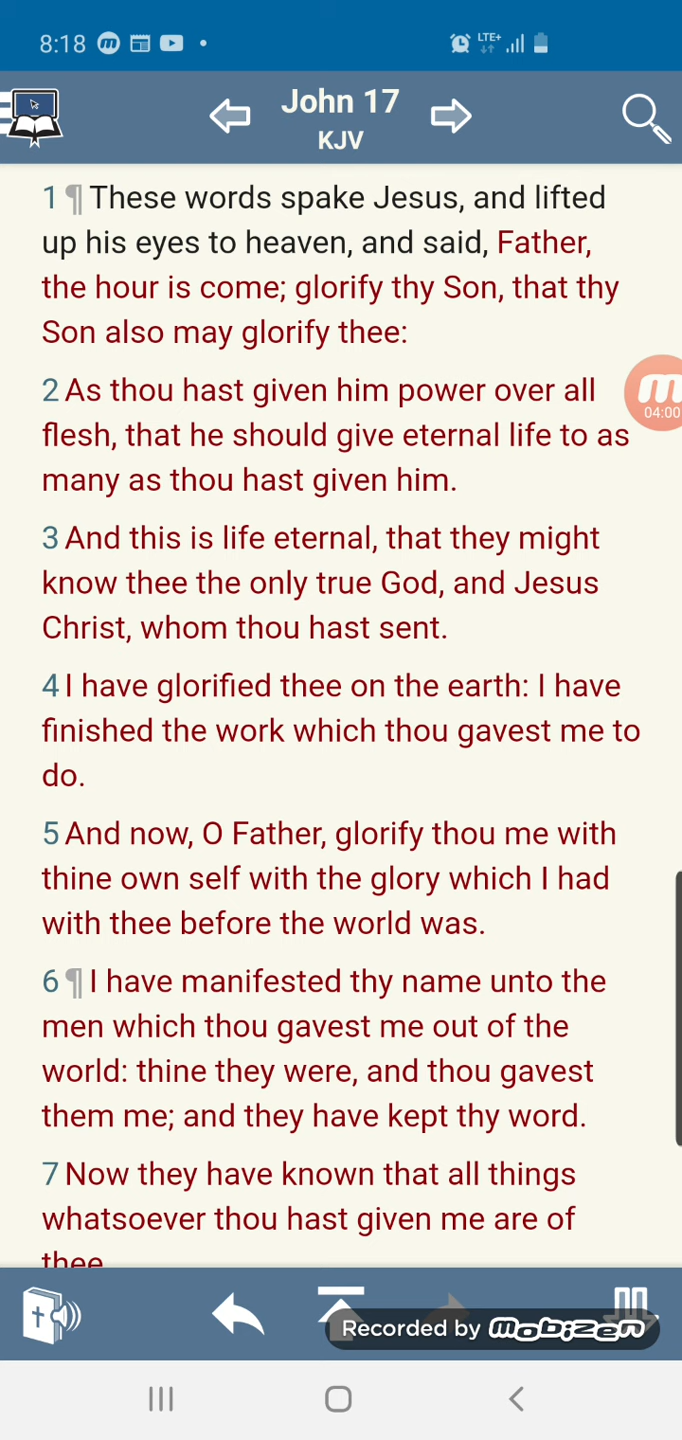 8:18
LTE+
John 17
KJV
1 ¶ These words spake Jesus, and lifted
up his eyes to heaven, and said, Father,
the hour is come; glorify thy Son, that thy
Son also may glorify thee:
2 As thou hast given him power over all
flesh, that he should give eternal life to as
many as thou hast given him.
04:00
3 And this is life eternal, that they might
know thee the only true God, and Jesus
Christ, whom thou hast sent.
4 I have glorified thee on the earth: I have
finished the work which thou gavest me to
do.
5 And now, O Father, glorify thou me with
thine own self with the glory which I had
with thee before the world was.
6 ¶ I have manifested thy name unto the
men which thou gavest me out of the
world: thine they were, and thou gavest
them me; and they have kept thy word.
7 Now they have known that all things
whatsoever thou hast given me are of
thee
Recorded by mobizen